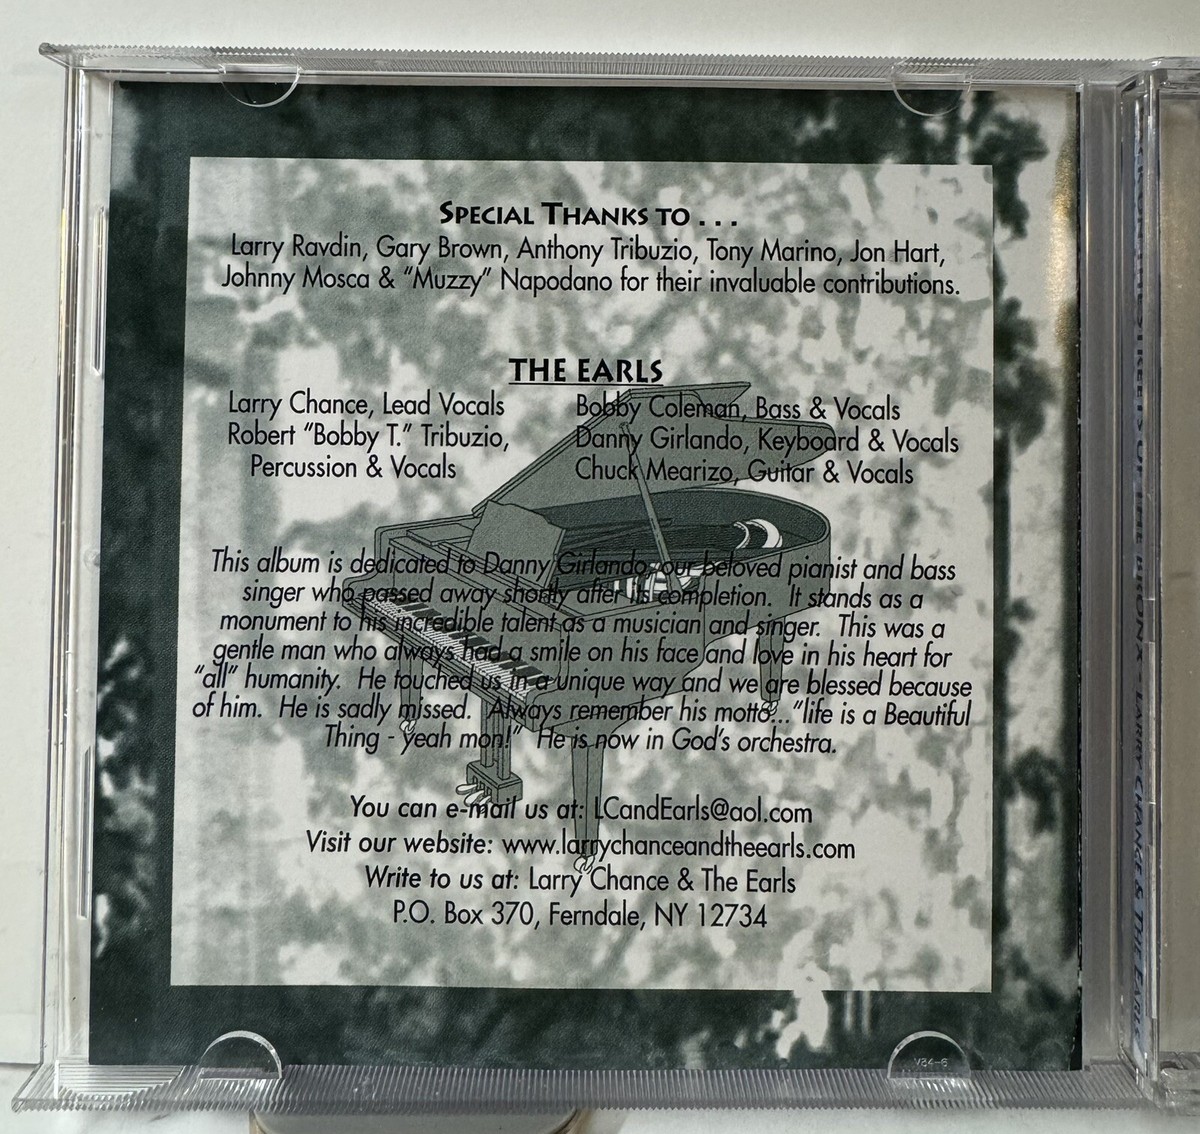 SPECIAL THANKS TO . . .
Larry Ravdin, Gary Brown, Anthony Tribuzio, Tony Marino, Jon Hart,
Johnny Mosca & "Muzzy" Napodano for their invaluable contributions.
THE EARLS
Larry Chance, Lead Vocals
Robert "Bobby T." Tribuzio,
Percussion & Vocals
Bobby Coleman, Bass & Vocals
Danny Girlando, Keyboard & Vocals
Chuck Mearizo, Guitar & Vocals
This album is dedicated to Danny Girlando, our beloved pianist and bass
singer who passed away shortly after its completion. It stands as a
monument to his incredible talent as a musician and singer. This was a
gentle man who always had a smile on his face and love in his heart for
"all" humanity. He touched us in a unique way and we are blessed because
of him. He is sadly missed. Always remember his motto..."life is a Beautiful
Thing - yeah mon!" He is now in God's orchestra.
You can e-mail us at: LCandEarls@aol.com
Visit our website: www.larrychanceandtheearls.com
Write to us at: Larry Chance & The Earls
P.O. Box 370, Ferndale, NY 12734
STREETS OF THE BRONX - LARRY CHANCE & THE EARLS